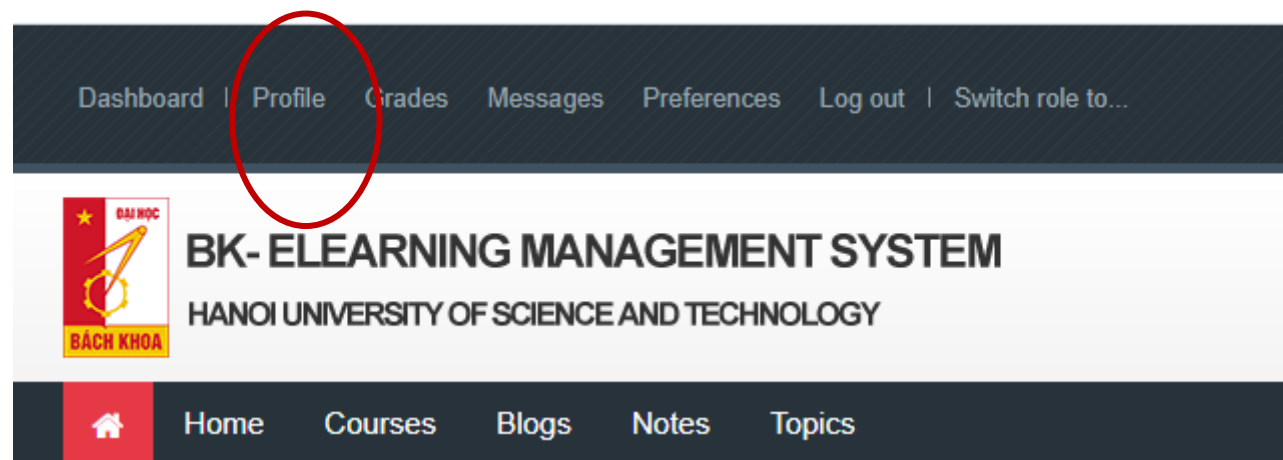 Dashboard | Profile Grades Messages Preferences Log out | Switch role to...
ĐẠI HỌC
BK- ELEARNING MANAGEMENT SYSTEM
HANOI UNIVERSITY OF SCIENCE AND TECHNOLOGY
BÁCH KHOA
Home Courses Blogs Notes Topics